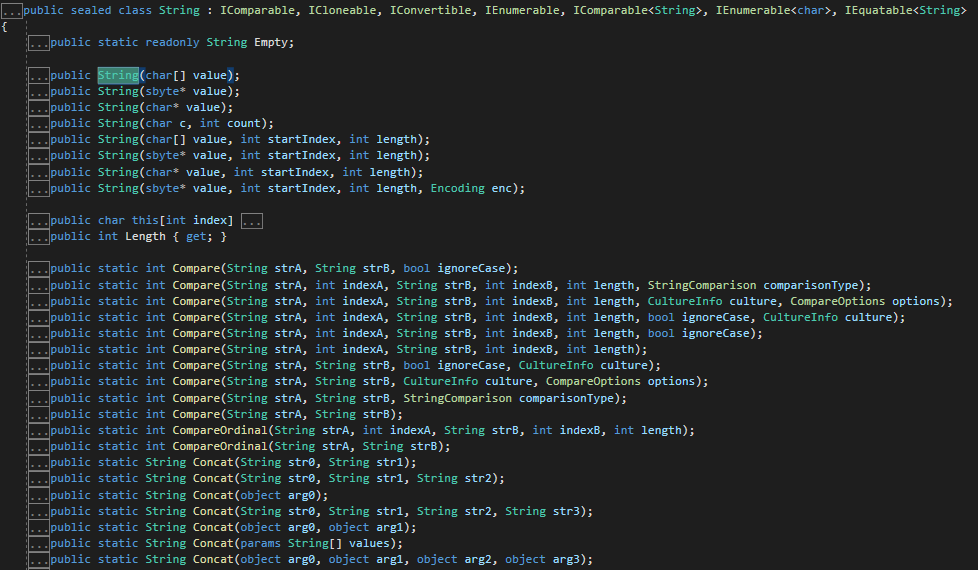 ...public sealed class String : IComparable, ICloneable, IConvertible, IEnumerable, IComparable<String>, IEnumerable<char>, IEquatable<String>
{
...public static readonly String Empty;
...public String(char[] value);
...public String(sbyte* value);
...public String(char* value);
...public String(char c, int count);
...public String(char[] value, int startIndex, int length);
...public String(sbyte* value, int startIndex, int length);
...public String(char* value, int startIndex, int length);
...public String(sbyte* value, int startIndex, int length, Encoding enc);
...public char this[int index] ...
...public int Length { get; }
...public static int Compare(String strA, String strB, bool ignoreCase);
...public static int Compare(String strA, int indexA, String strB, int indexB, int length, StringComparison comparisonType);
...public static int Compare(String strA, int indexA, String strB, int indexB, int length, CultureInfo culture, CompareOptions options);
...public static int Compare(String strA, int indexA, String strB, int indexB, int length, bool ignoreCase, CultureInfo culture);
...public static int Compare(String strA, int indexA, String strB, int indexB, int length, bool ignoreCase);
...public static int Compare(String strA, int indexA, String strB, int indexB, int length);
...public static int Compare(String strA, String strB, bool ignoreCase, CultureInfo culture);
...public static int Compare(String strA, String strB, CultureInfo culture, CompareOptions options);
...public static int Compare(String strA, String strB, StringComparison comparisonType);
...public static int Compare(String strA, String strB);
...public static int CompareOrdinal(String strA, int indexA, String strB, int indexB, int length);
...public static int CompareOrdinal(String strA, String strB);
...public static String Concat(String str0, String str1);
...public static String Concat(String str0, String str1, String str2);
...public static String Concat(object arg0);
...public static String Concat(String str0, String str1, String str2, String str3);
...public static String Concat(object arg0, object arg1);
...public static String Concat(params String[] values);
...public static String Concat(object arg0, object arg1, object arg2, object arg3);